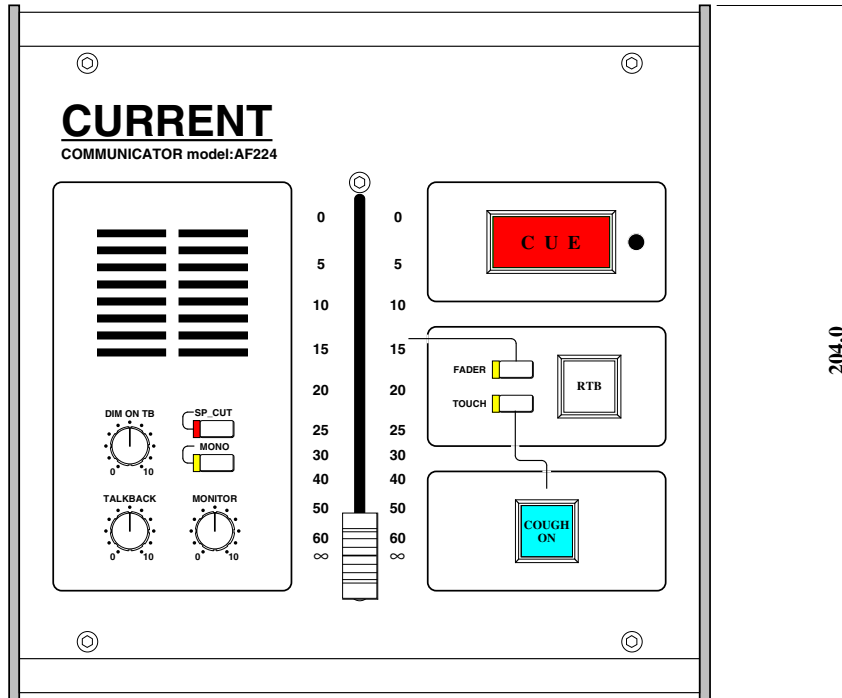 CURRENT
COMMUNICATOR model:AF224
0 0
5 5
10 10
15 15
20 20
25 25
30 30
40 40
50 50
60 60
∞ ∞
DIM ON TB
0 10
SP_CUT
MONO
TALKBACK
0 10
MONITOR
0 10
C U E
FADER
TOUCH
RTB
COUGH
ON
204.0